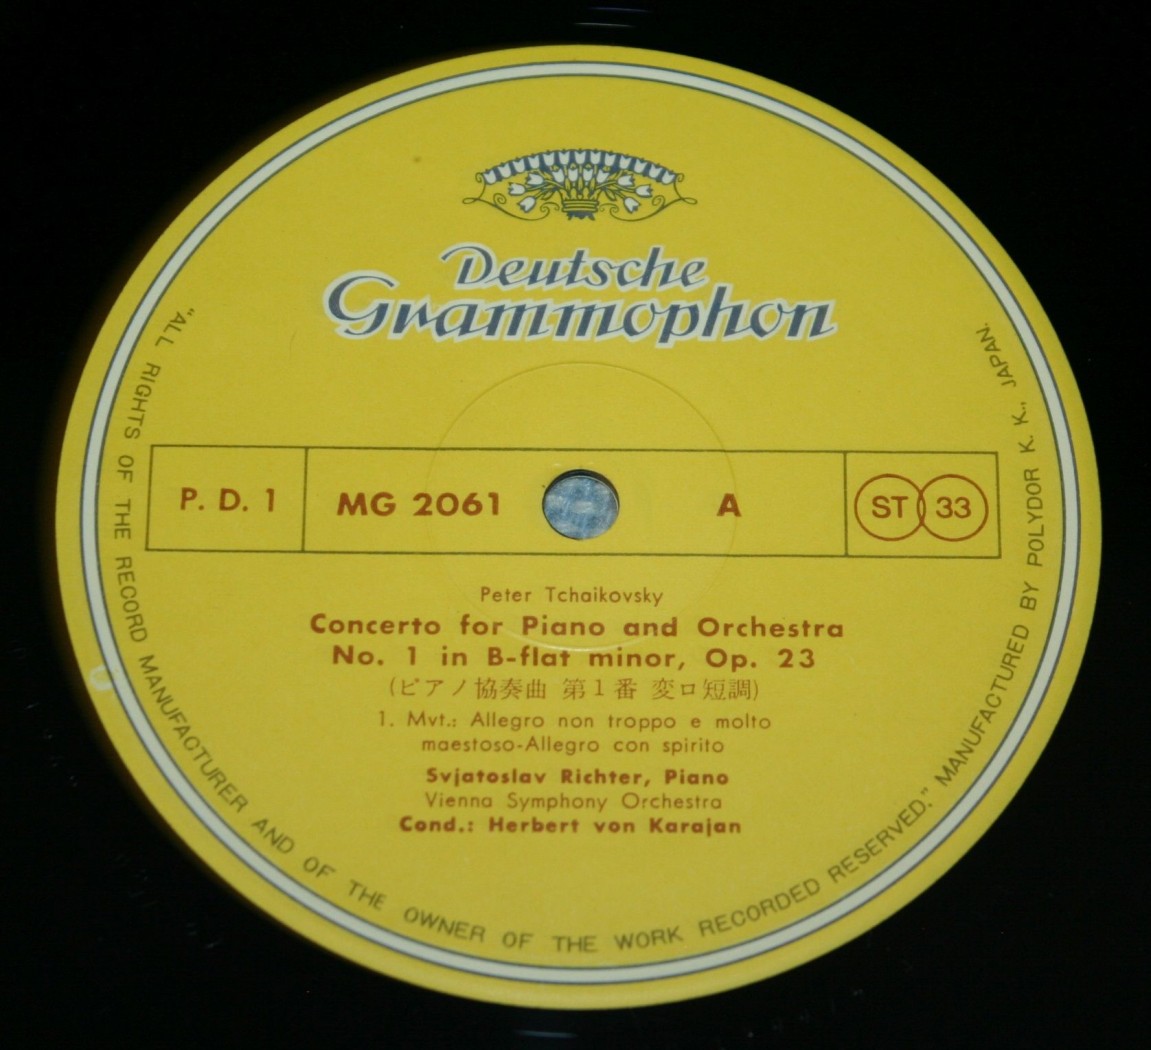 Deutsche
Grammophon
P. D. 1 MG 2061 A ST 33
Peter Tchaikovsky
Concerto for Piano and Orchestra
No. 1 in B-flat minor, Op. 23
(ピアノ協奏曲 第1番 変ロ短調)
1. Mvt.: Allegro non troppo e molto
maestoso-Allegro con spirito
Svjatoslav Richter, Piano
Vienna Symphony Orchestra
Cond.: Herbert von Karajan
"ALL RIGHTS OF THE RECORD MANUFACTURER AND OF THE OWNER OF THE WORK RECORDED RESERVED." MANUFACTURED BY POLYDOR K. K., JAPAN.